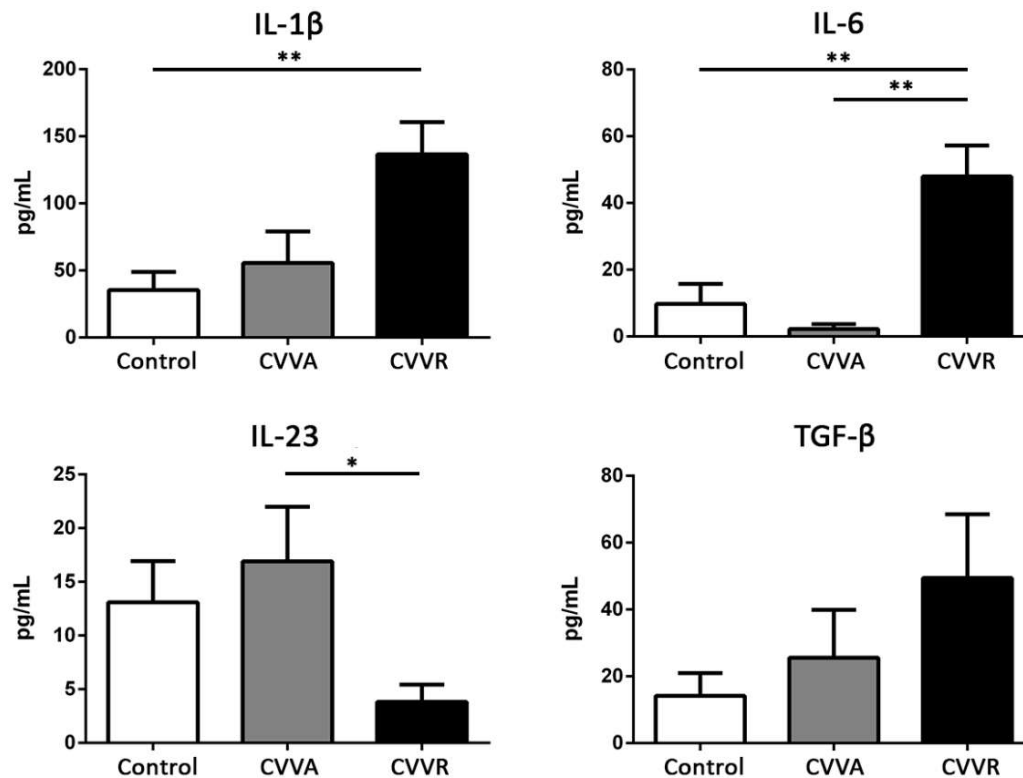 IL-1β
**
200
150
100
50
0
pg/mL
Control CVVA CVVR
IL-6
**
**
80
60
40
20
0
pg/mL
Control CVVA CVVR
IL-23
*
25
20
15
10
5
0
pg/mL
Control CVVA CVVR
TGF-β
80
60
40
20
0
pg/mL
Control CVVA CVVR